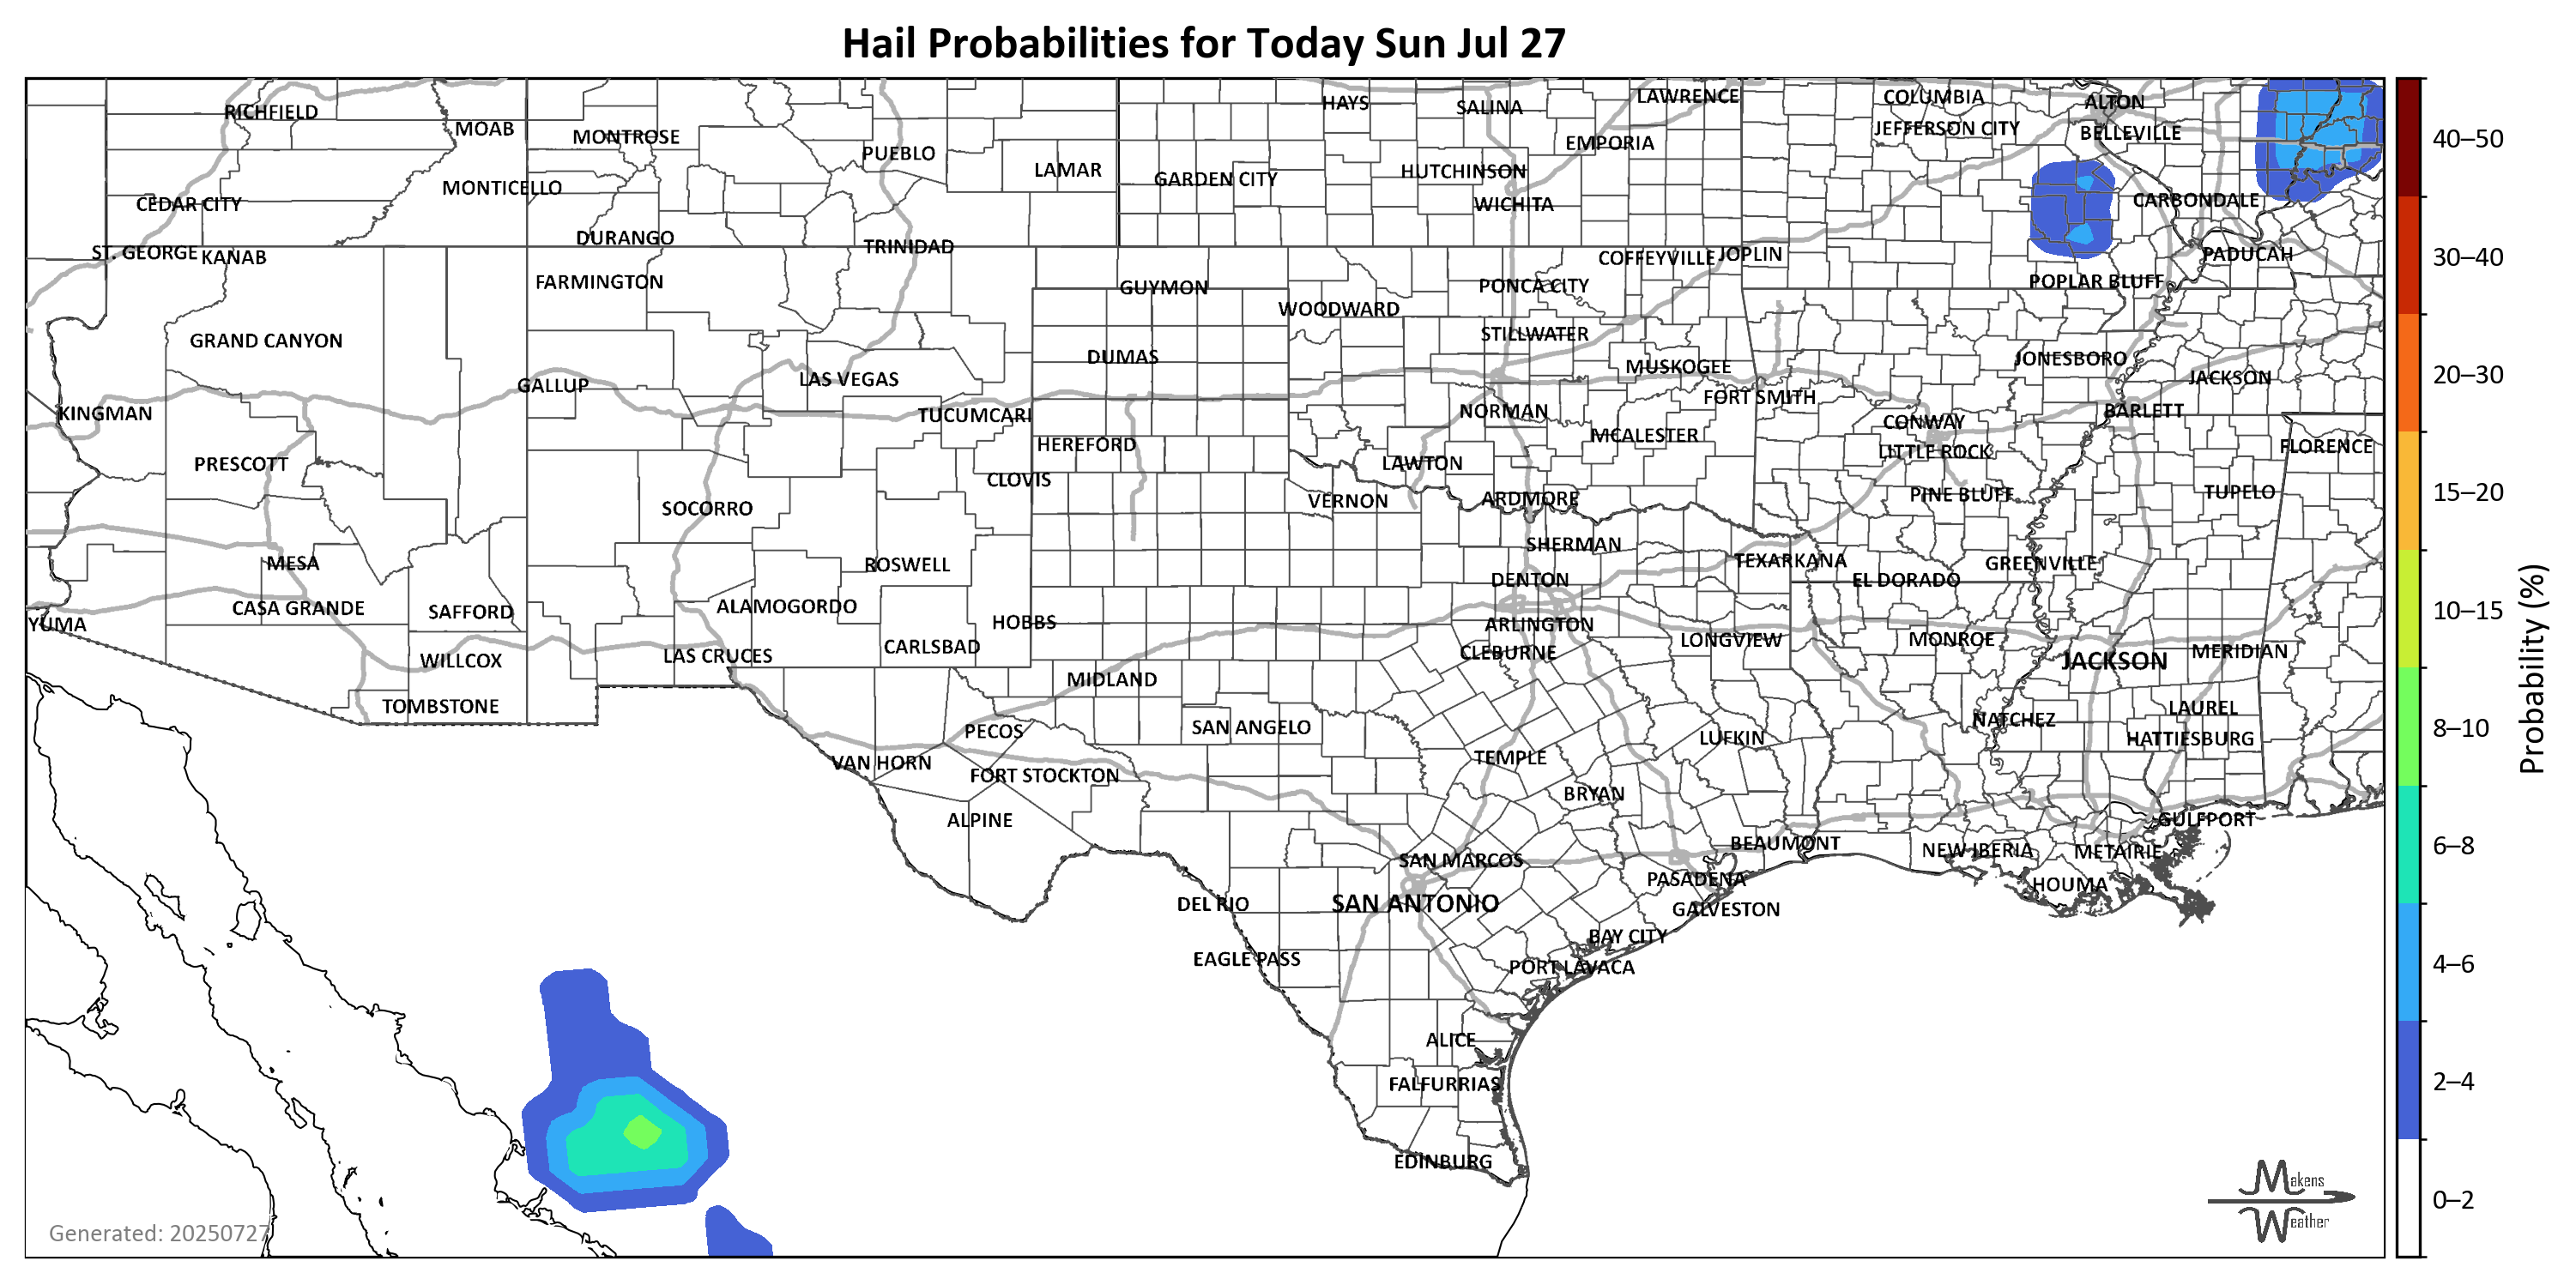 Hail Probabilities for Today Sun Jul 27
RICHFIELD
MOAB
MONTROSE
PUEBLO
LAMAR
HAYS
SALINA
LAWRENCE
COLUMBIA
ALTON
JEFFERSON CITY
BELLEVILLE
EMPORIA
GARDEN CITY
HUTCHINSON
WICHITA
CEDAR CITY
MONTICELLO
CARBONDALE
ST. GEORGE
KANAB
DURANGO
TRINIDAD
COFFEYVILLE
JOPLIN
PADUCAH
FARMINGTON
GUYMON
PONCA CITY
POPLAR BLUFF
WOODWARD
GRAND CANYON
STILLWATER
DUMAS
JONESBORO
MUSKOGEE
JACKSON
GALLUP
LAS VEGAS
FORT SMITH
KINGMAN
TUCUMCARI
NORMAN
BARLETT
CONWAY
HEREFORD
MCALESTER
LITTLE ROCK
FLORENCE
PRESCOTT
LAWTON
CLOVIS
VERNON
ARDMORE
PINE BLUFF
TUPELO
SOCORRO
SHERMAN
MESA
ROSWELL
TEXARKANA
GREENVILLE
DENTON
EL DORADO
CASA GRANDE
SAFFORD
ALAMOGORDO
YUMA
HOBBS
ARLINGTON
CARLSBAD
CLEBURNE
LONGVIEW
MONROE
WILLCOX
LAS CRUCES
JACKSON
MERIDIAN
MIDLAND
TOMBSTONE
LAUREL
NATCHEZ
PECOS
SAN ANGELO
LUFKIN
HATTIESBURG
VAN HORN
FORT STOCKTON
TEMPLE
BRYAN
ALPINE
GULFPORT
BEAUMONT
SAN MARCOS
NEW IBERIA
METAIRIE
PASADENA
HOUMA
DEL RIO
SAN ANTONIO
GALVESTON
BAY CITY
EAGLE PASS
PORT LAVACA
ALICE
FALFURRIAS
EDINBURG
Generated: 20250727
Makens
Weather
40–50
30–40
20–30
15–20
10–15
8–10
6–8
4–6
2–4
0–2
Probability (%)